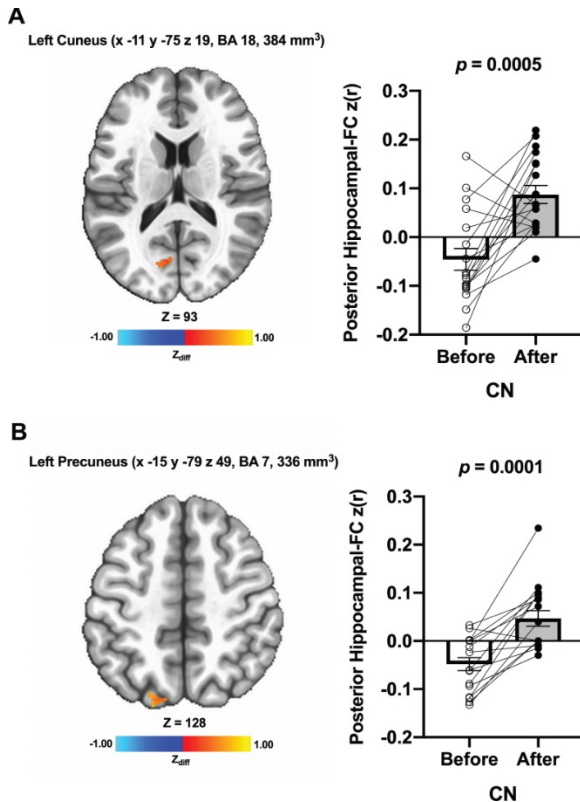 A
Left Cuneus (x -11 y -75 z 19, BA 18, 384 mm³)
Z = 93
-1.00 1.00
Zdiff
p = 0.0005
Posterior Hippocampal-FC z(r)
0.3
0.2
0.1
0.0
-0.1
-0.2
Before After
CN
B
Left Precuneus (x -15 y -79 z 49, BA 7, 336 mm³)
Z = 128
-1.00 1.00
Zdiff
p = 0.0001
Posterior Hippocampal-FC z(r)
0.3
0.2
0.1
0.0
-0.1
-0.2
Before After
CN